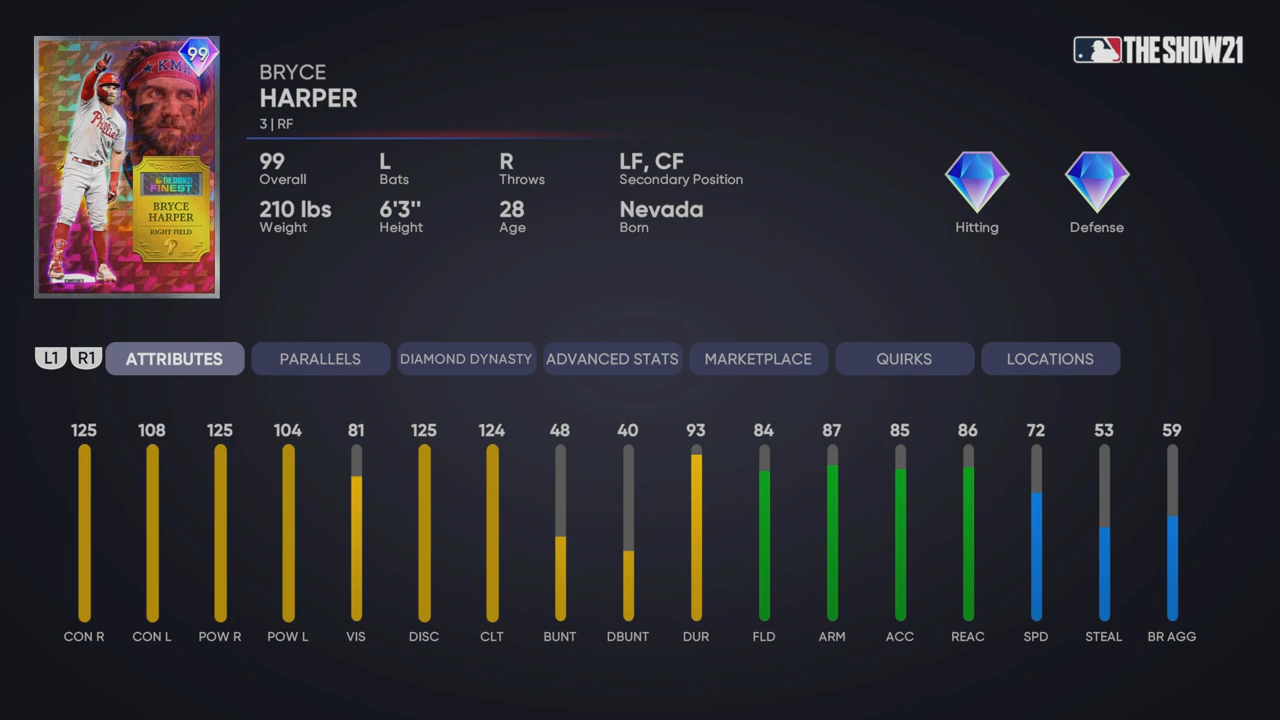 99
KMA
Phillies
THE SHOW 21
FINEST
BRYCE
HARPER
RIGHT FIELD
P
BRYCE
HARPER
3 | RF
99 L R LF, CF
Overall Bats Throws Secondary Position
210 lbs 6'3'' 28 Nevada
Weight Height Age Born
THE SHOW 21
Hitting Defense
L1 R1 ATTRIBUTES PARALLELS DIAMOND DYNASTY ADVANCED STATS MARKETPLACE QUIRKS LOCATIONS
125 108 125 104 81 125 124 48 40 93 84 87 85 86 72 53 59
CON R CON L POW R POW L VIS DISC CLT BUNT DBUNT DUR FLD ARM ACC REAC SPD STEAL BR AGG